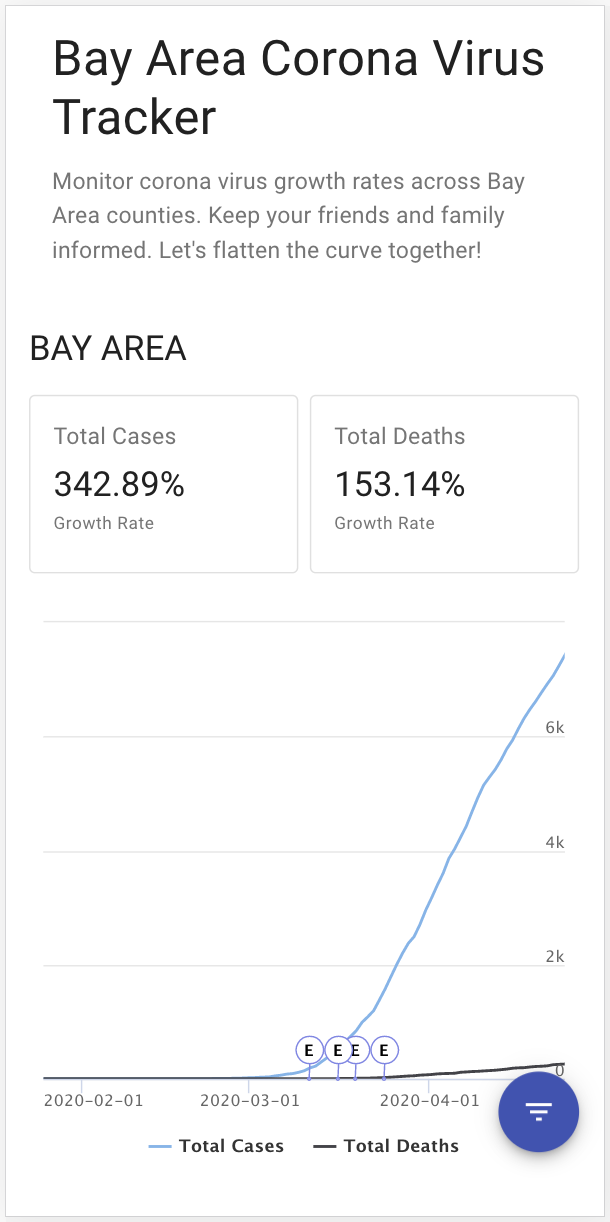 Bay Area Corona Virus
Tracker
Monitor corona virus growth rates across Bay
Area counties. Keep your friends and family
informed. Let's flatten the curve together!
BAY AREA
Total Cases
342.89%
Growth Rate
Total Deaths
153.14%
Growth Rate
6k
4k
2k
E E E E
0
2020-02-01 2020-03-01 2020-04-01
Total Cases Total Deaths